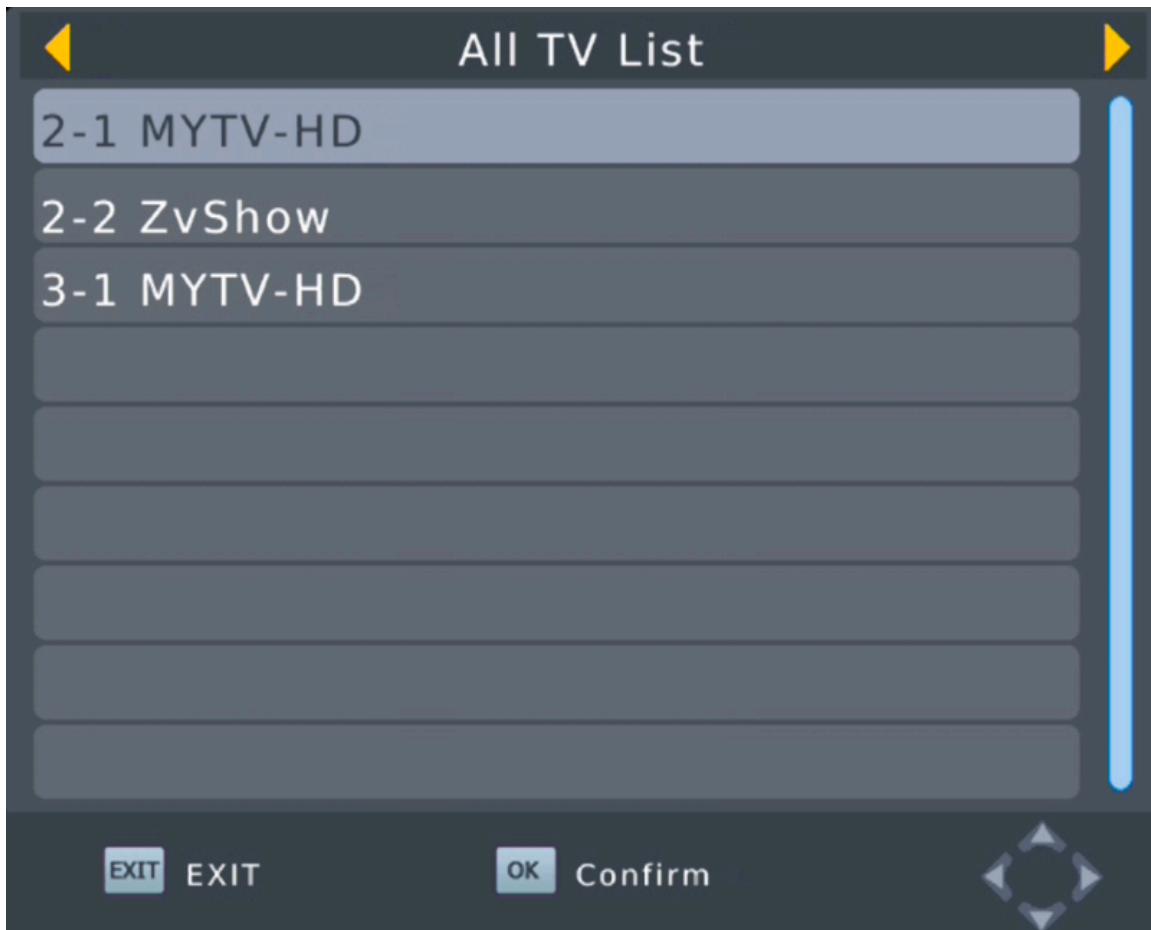 All TV List
2-1 MYTV-HD
2-2 ZvShow
3-1 MYTV-HD
EXIT EXIT OK Confirm